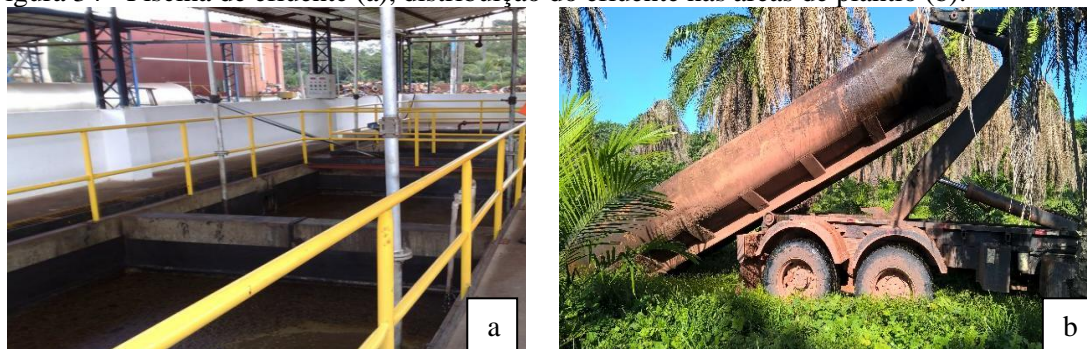 Piscina de efluente (a), distribuição do efluente nas áreas de plantio (b).
a
b